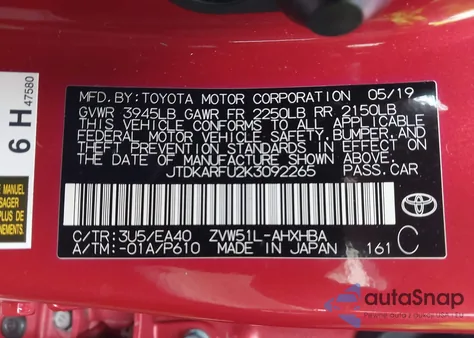 6 H 47580
MFD. BY: TOYOTA MOTOR CORPORATION 05/19
GVWR 3945LB GAWR FR 2250LB RR 2150LB
THIS VEHICLE CONFORMS TO ALL APPLICABLE
FEDERAL MOTOR VEHICLE SAFETY, BUMPER, AND
THEFT PREVENTION STANDARDS IN EFFECT ON
THE DATE OF MANUFACTURE SHOWN ABOVE.
JTDKARFU2K3092265 PASS. CAR
C/TR: 3U5/EA40 ZVW51L-AHXHBA
A/TM: -01A/P610 MADE IN JAPAN 161 C
TOYOTA
MANUEL
autoSnap